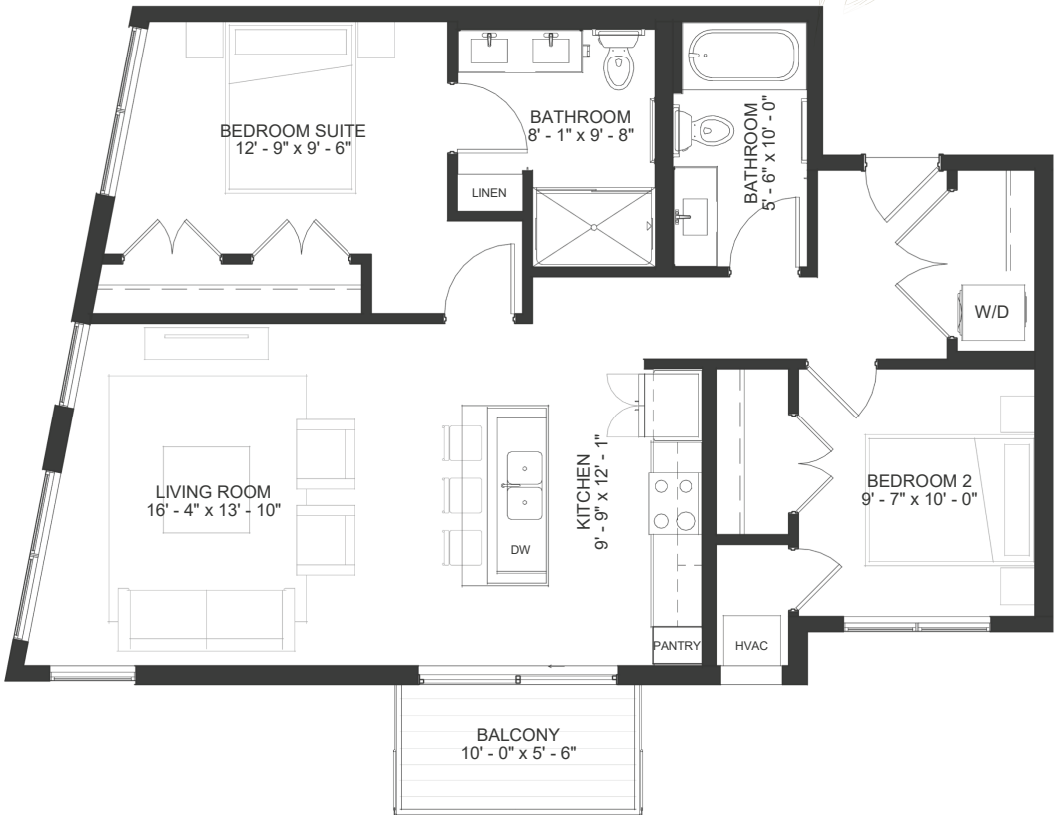 BEDROOM SUITE
12' - 9" x 9' - 6"
BATHROOM
8' - 1" x 9' - 8"
LINEN
BATHROOM
5' - 6" x 10' - 0"
W/D
LIVING ROOM
16' - 4" x 13' - 10"
DW
KITCHEN
9' - 9" x 12' - 1"
PANTRY
HVAC
BEDROOM 2
9' - 7" x 10' - 0"
BALCONY
10' - 0" x 5' - 6"